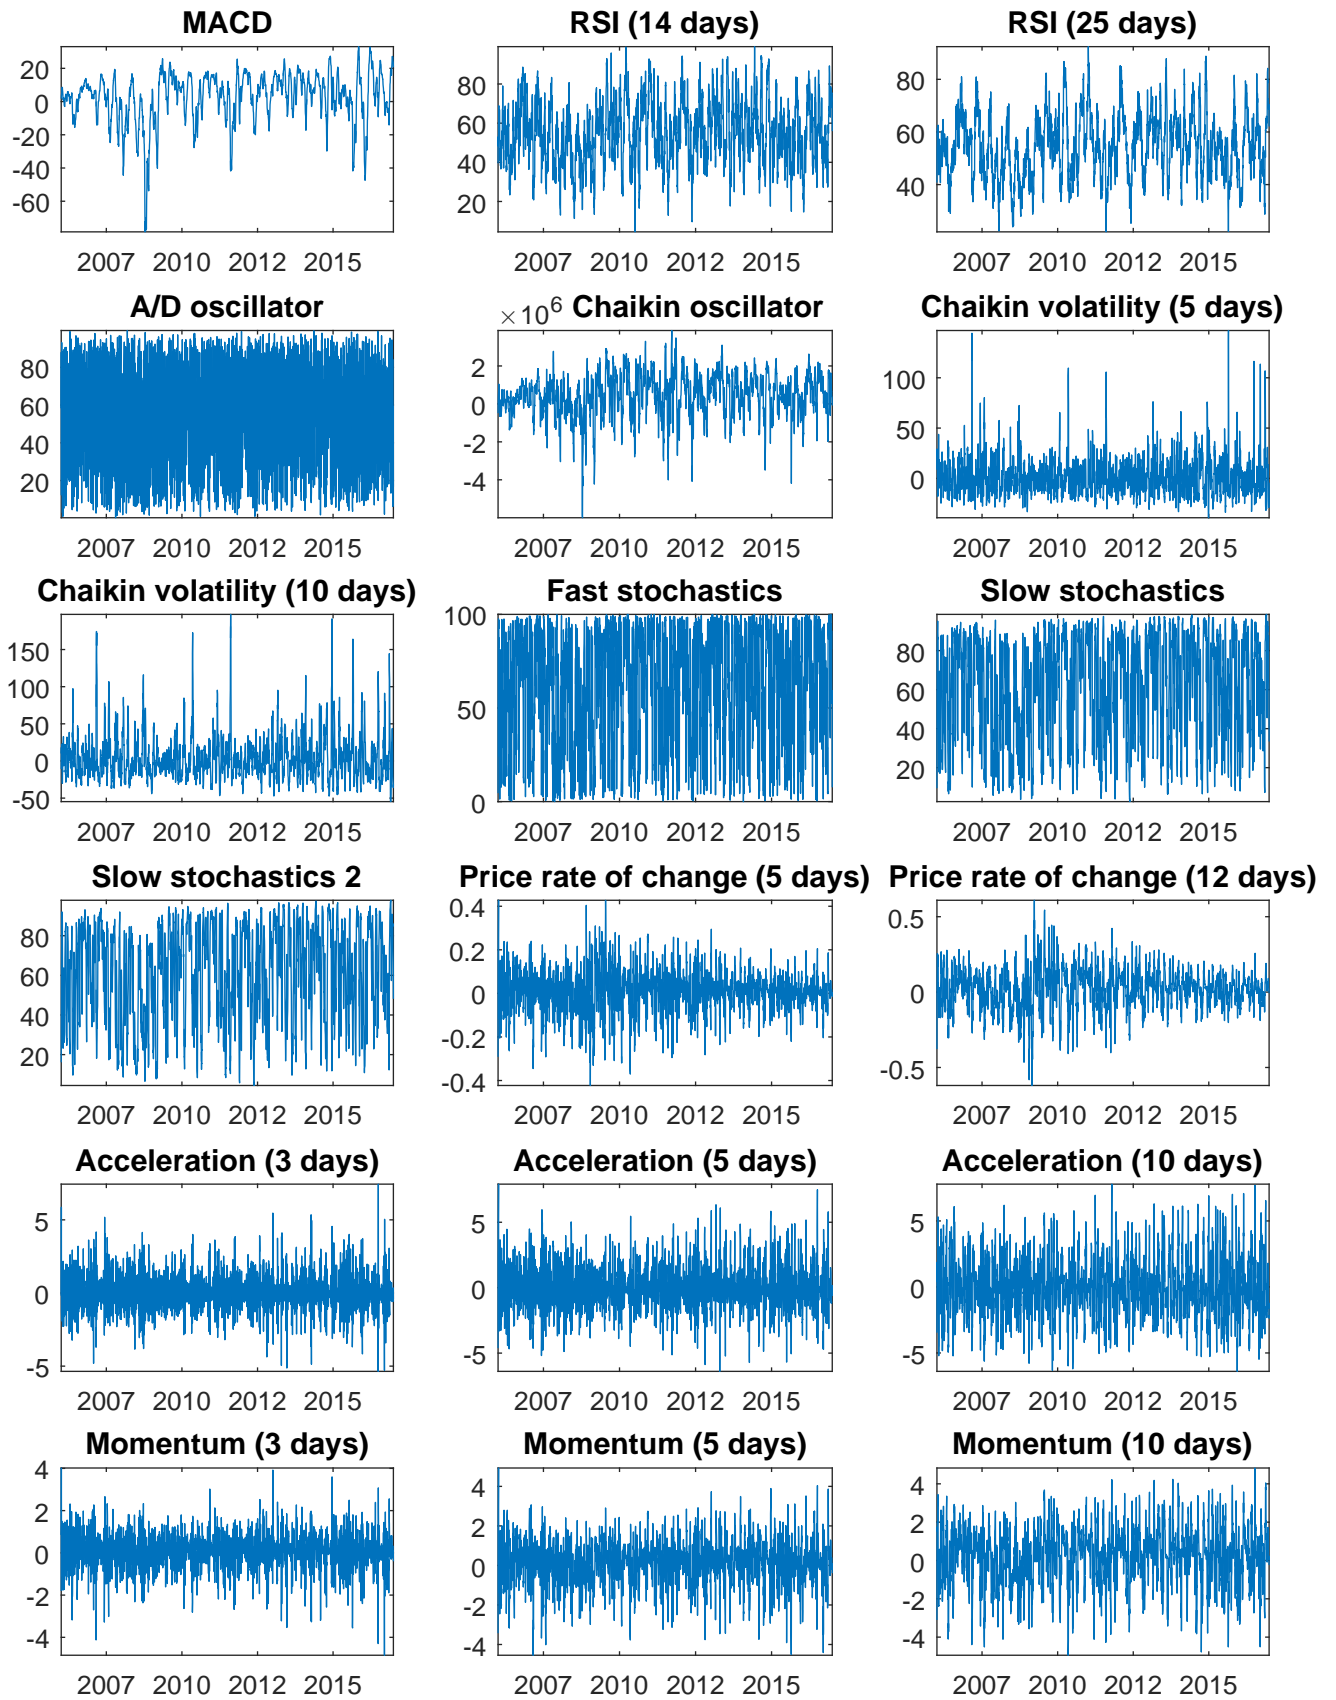 MACD
RSI (14 days)
RSI (25 days)
20
0
-20
-40
-60
80
60
40
20
80
60
40
2007 2010 2012 2015
2007 2010 2012 2015
2007 2010 2012 2015
A/D oscillator
×10^6 Chaikin oscillator
Chaikin volatility (5 days)
80
60
40
20
2
0
-2
-4
100
50
0
2007 2010 2012 2015
2007 2010 2012 2015
2007 2010 2012 2015
Chaikin volatility (10 days)
Fast stochastics
Slow stochastics
150
100
50
0
-50
100
50
0
80
60
40
20
2007 2010 2012 2015
2007 2010 2012 2015
2007 2010 2012 2015
Slow stochastics 2
Price rate of change (5 days)
Price rate of change (12 days)
80
60
40
20
0.4
0.2
0
-0.2
-0.4
0.5
0
-0.5
2007 2010 2012 2015
2007 2010 2012 2015
2007 2010 2012 2015
Acceleration (3 days)
Acceleration (5 days)
Acceleration (10 days)
5
0
-5
5
0
-5
5
0
-5
2007 2010 2012 2015
2007 2010 2012 2015
2007 2010 2012 2015
Momentum (3 days)
Momentum (5 days)
Momentum (10 days)
4
2
0
-2
-4
4
2
0
-2
-4
4
2
0
-2
-4
2007 2010 2012 2015
2007 2010 2012 2015
2007 2010 2012 2015